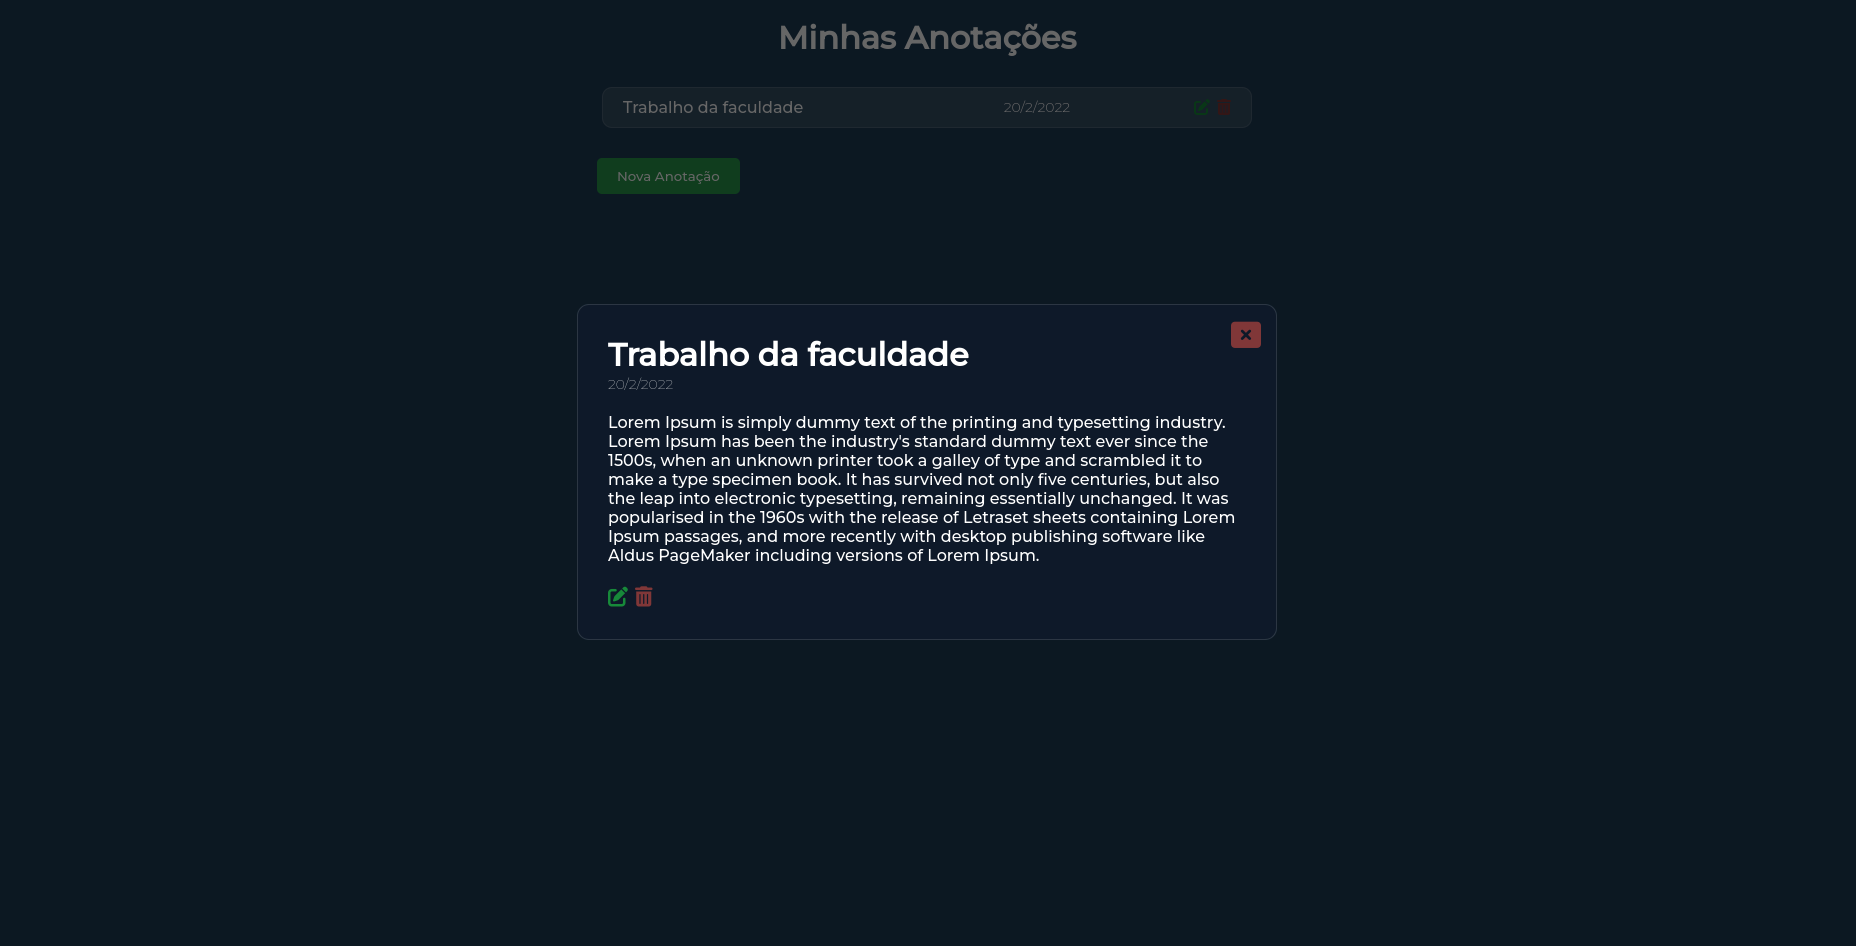 Minhas Anotações
Trabalho da faculdade
20/2/2022
Nova Anotação
Trabalho da faculdade
20/2/2022
Lorem Ipsum is simply dummy text of the printing and typesetting industry.
Lorem Ipsum has been the industry's standard dummy text ever since the
1500s, when an unknown printer took a galley of type and scrambled it to
make a type specimen book. It has survived not only five centuries, but also
the leap into electronic typesetting, remaining essentially unchanged. It was
popularised in the 1960s with the release of Letraset sheets containing Lorem
Ipsum passages, and more recently with desktop publishing software like
Aldus PageMaker including versions of Lorem Ipsum.